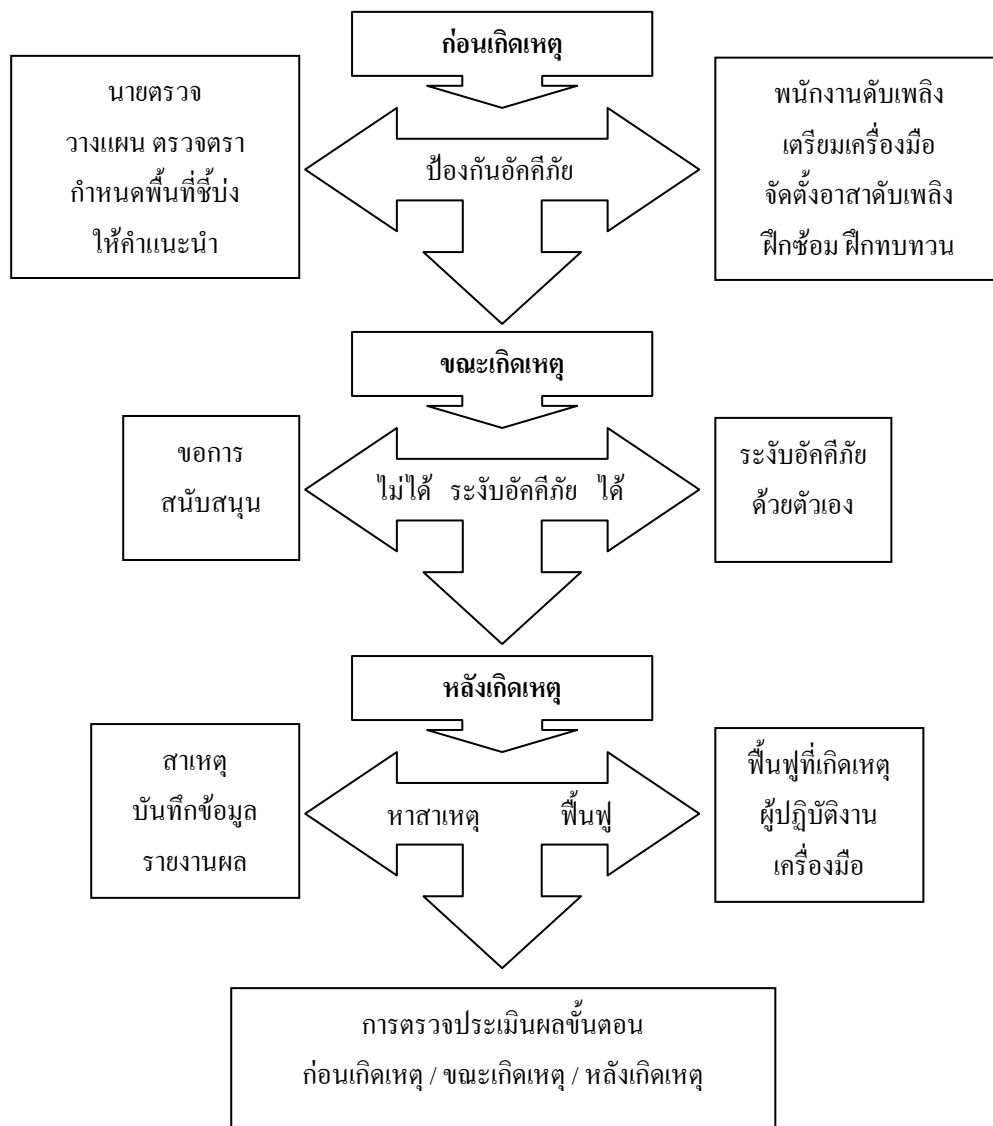 ก่อนเกิดเหตุ
นายตรวจ
วางแผน ตรวจตรา
กำหนดพื้นที่ชี้บ่ง
ให้คำแนะนำ
ป้องกันอัคคีภัย
พนักงานดับเพลิง
เตรียมเครื่องมือ
จัดตั้งอาสาดับเพลิง
ฝึกซ้อม ฝึกทบทวน
ขณะเกิดเหตุ
ขอการ
สนับสนุน
ไม่ได้ ระงับอัคคีภัย ได้
ระงับอัคคีภัย
ด้วยตัวเอง
หลังเกิดเหตุ
สาเหตุ
บันทึกข้อมูล
รายงานผล
หาสาเหตุ ฟื้นฟู
ฟื้นฟูที่เกิดเหตุ
ผู้ปฏิบัติงาน
เครื่องมือ
การตรวจประเมินผลขั้นตอน
ก่อนเกิดเหตุ / ขณะเกิดเหตุ / หลังเกิดเหตุ